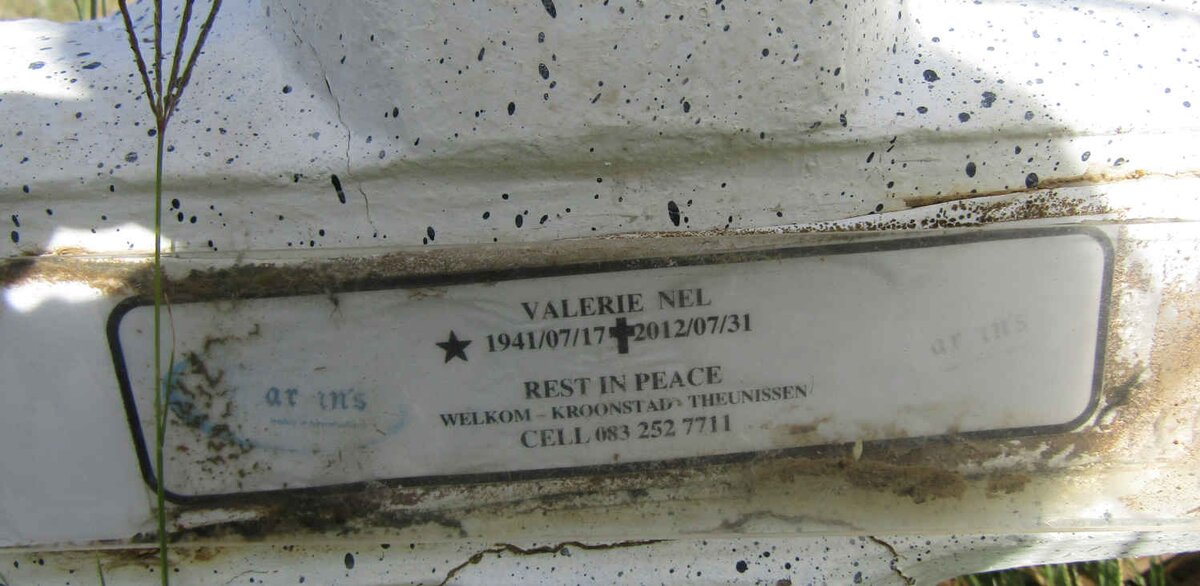 VALERIE NEL
1941/07/17 2012/07/31
REST IN PEACE
WELKOM - KROONSTAD - THEUNISSEN
CELL 083 252 7711